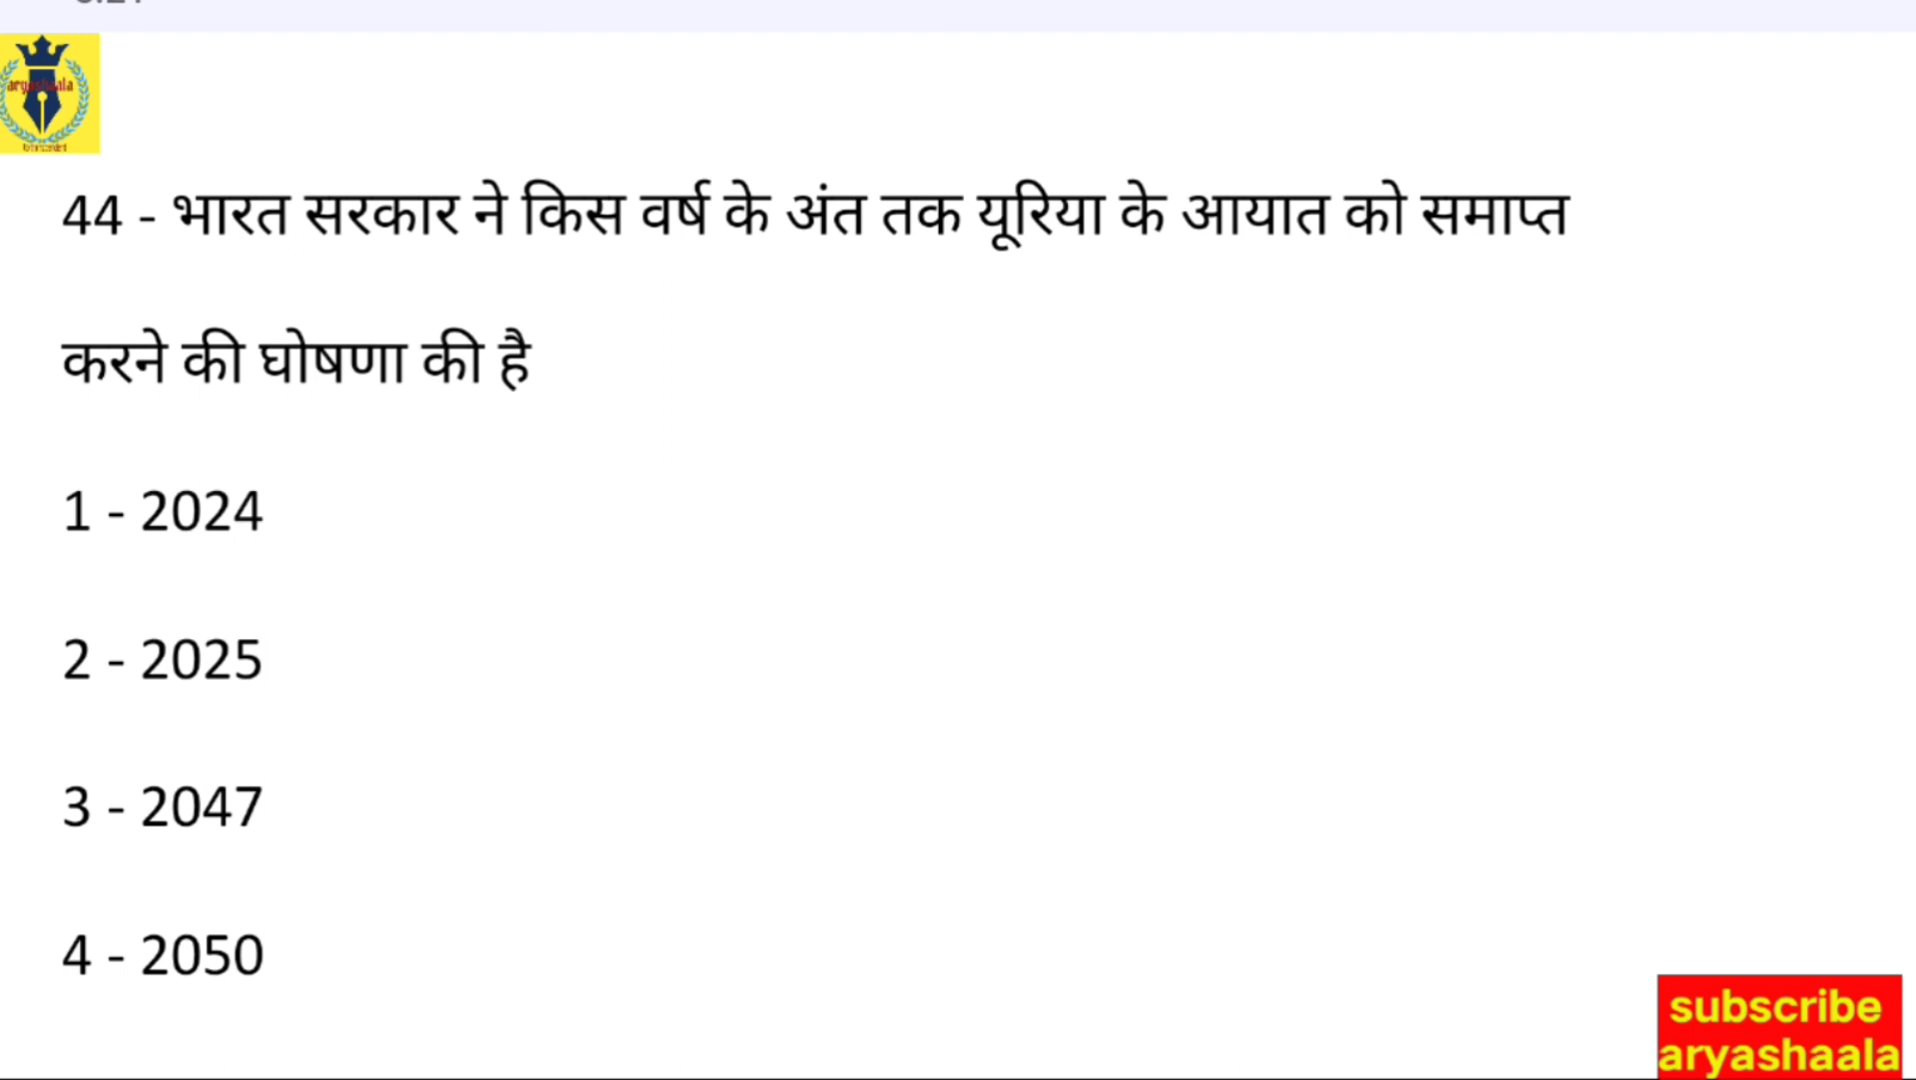 aryashaala
44 - भारत सरकार ने किस वर्ष के अंत तक यूरिया के आयात को समाप्त
करने की घोषणा की है
1 - 2024
2 - 2025
3 - 2047
4 - 2050
subscribe
aryashaala